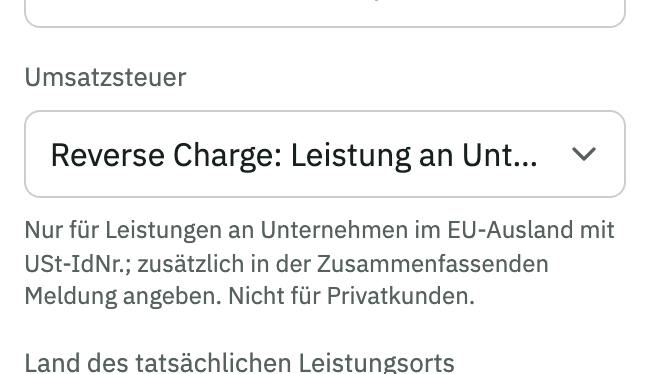 Umsatzsteuer
Reverse Charge: Leistung an Unt...
Nur für Leistungen an Unternehmen im EU-Ausland mit
USt-IdNr.; zusätzlich in der Zusammenfassenden
Meldung angeben. Nicht für Privatkunden.
Land des tatsächlichen Leistungsorts